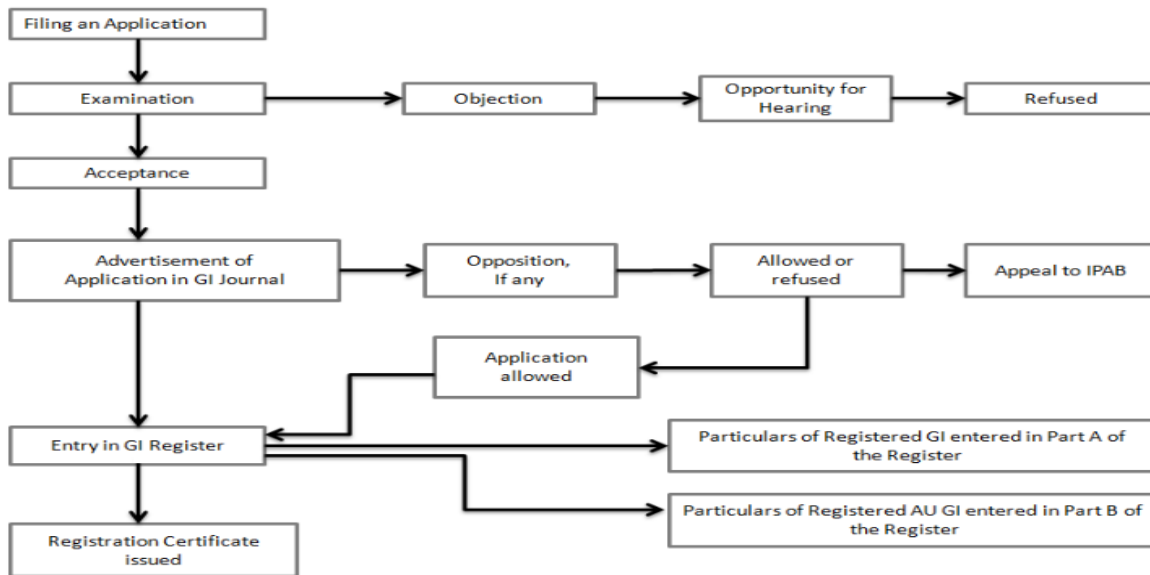 Filing an Application
Examination
Objection
Opportunity for
Hearing
Refused
Acceptance
Advertisement of
Application in GI Journal
Opposition,
If any
Allowed or
refused
Appeal to IPAB
Application
allowed
Entry in GI Register
Particulars of Registered GI entered in Part A of
the Register
Particulars of Registered AU GI entered in Part B of
the Register
Registration Certificate
issued